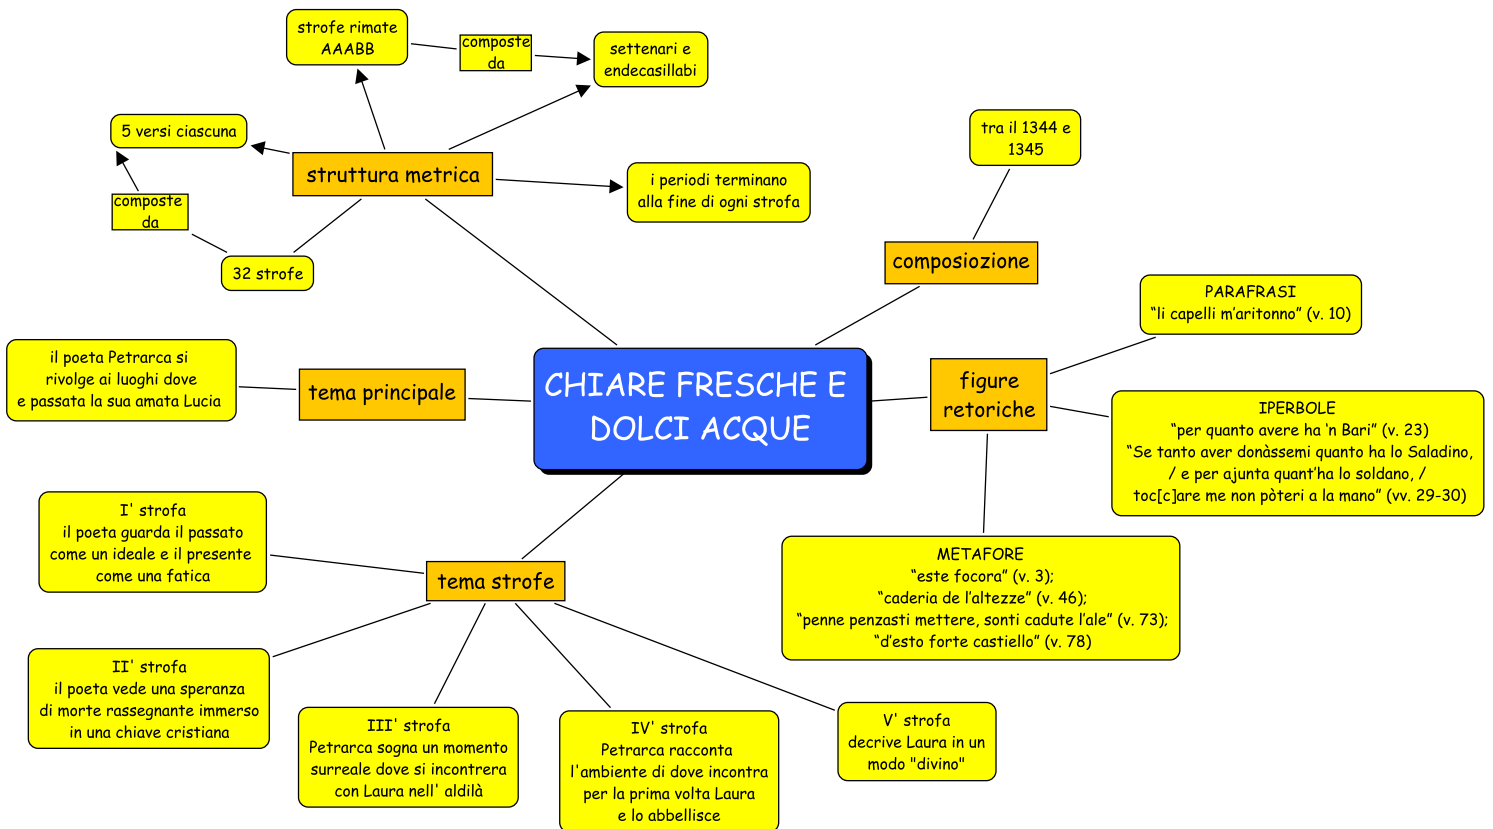 strofe rimate
AAABB
composte
da
settenari e
endecasillabi
5 versi ciascuna
struttura metrica
composte
da
i periodi terminano
alla fine di ogni strofa
32 strofe
tra il 1344 e
1345
composiozione
PARAFRASI
“li capelli m’aritonno” (v. 10)
il poeta Petrarca si
rivolge ai luoghi dove
e passata la sua amata Lucia
tema principale
CHIARE FRESCHE E
DOLCI ACQUE
figure
retoriche
IPERBOLE
“per quanto avere ha ‘n Bari” (v. 23)
“Se tanto aver donàssemi quanto ha lo Saladino,
/ e per ajunta quant’ha lo soldano, /
toc[c]are me non pòteri a la mano” (vv. 29-30)
I' strofa
il poeta guarda il passato
come un ideale e il presente
come una fatica
tema strofe
METAFORE
“este focora” (v. 3);
“caderia de l’altezze” (v. 46);
“penne penzasti mettere, sonti cadute l’ale” (v. 73);
“d’esto forte castiello” (v. 78)
II' strofa
il poeta vede una speranza
di morte rassegnante immerso
in una chiave cristiana
III' strofa
Petrarca sogna un momento
surreale dove si incontrera
con Laura nell' aldilà
IV' strofa
Petrarca racconta
l'ambiente di dove incontra
per la prima volta Laura
e lo abbellisce
V' strofa
decrive Laura in un
modo "divino"